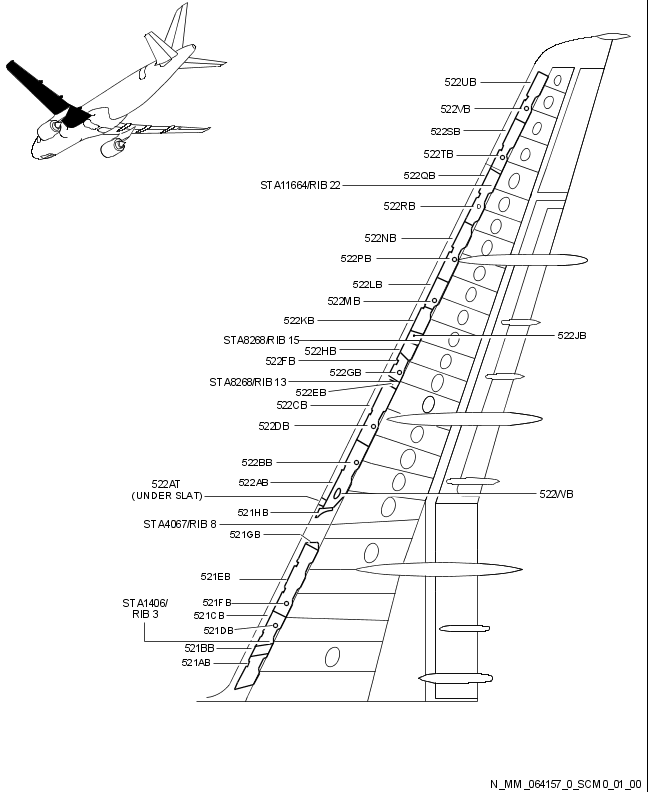 522UB
522VB
522SB
522TB
522QB
STA11664/RIB 22
522RB
522NB
522PB
522LB
522MB
522KB
522JB
STA8268/RIB 15
522HB
522FB
522GB
STA8268/RIB 13
522EB
522CB
522DB
522BB
522AB
522AT
(UNDER SLAT)
522WB
521HB
STA4067/RIB 8
521GB
521EB
521FB
STA1406/
RIB 3
521CB
521DB
521BB
521AB
N_MM_064157_0_SCM0_01_00